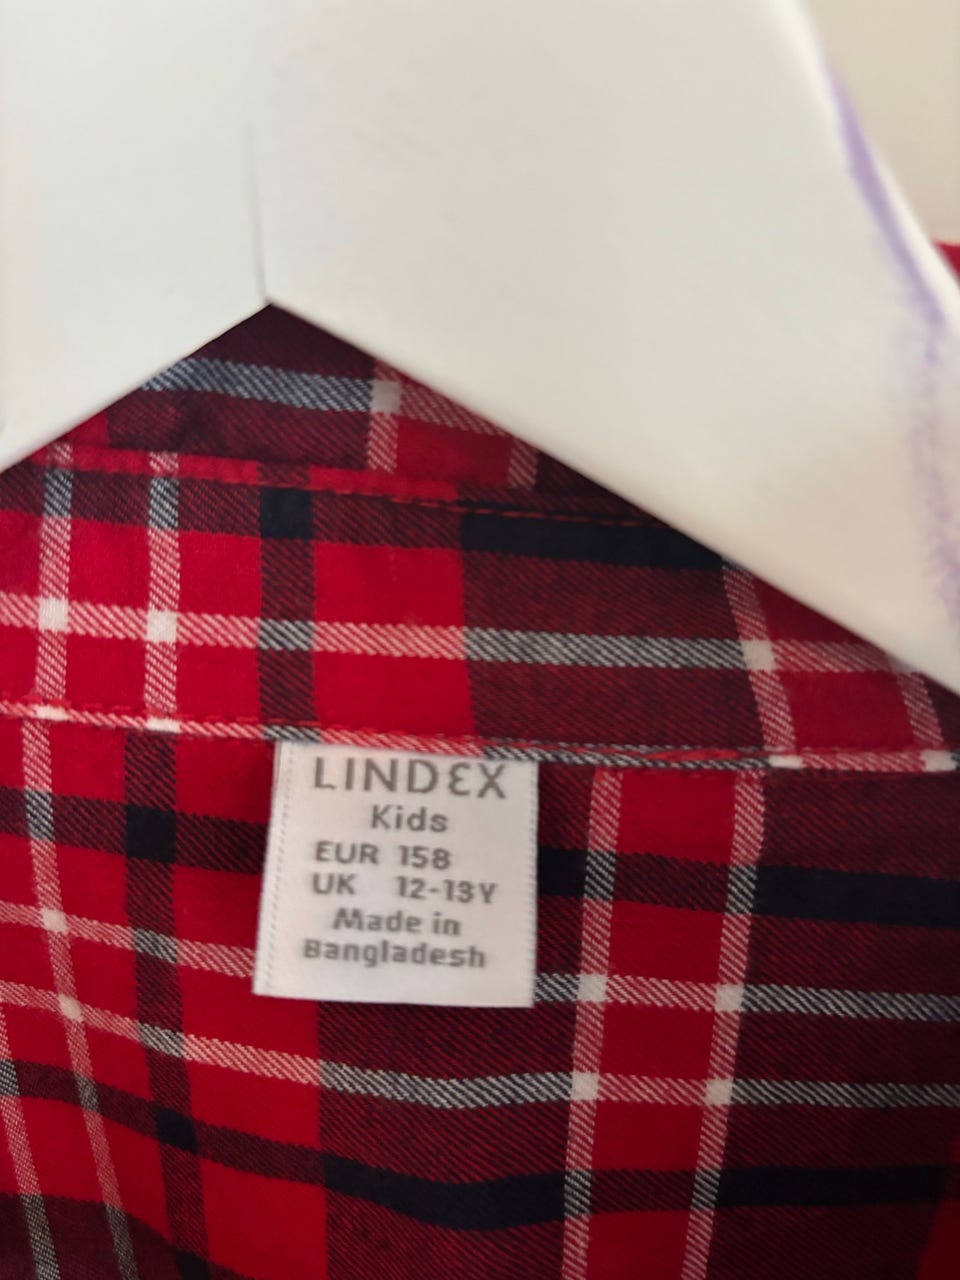 LINDEX
Kids
EUR 158
UK 12-13Y
Made in
Bangladesh